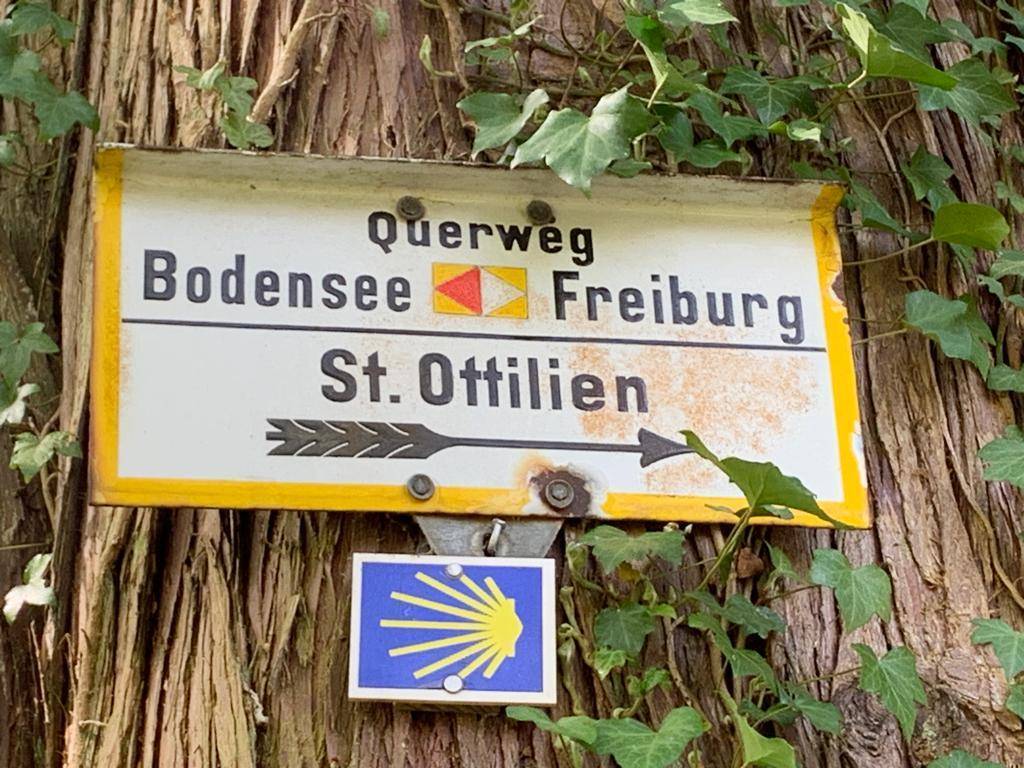 Querweg
Bodensee Freiburg
St. Ottilien